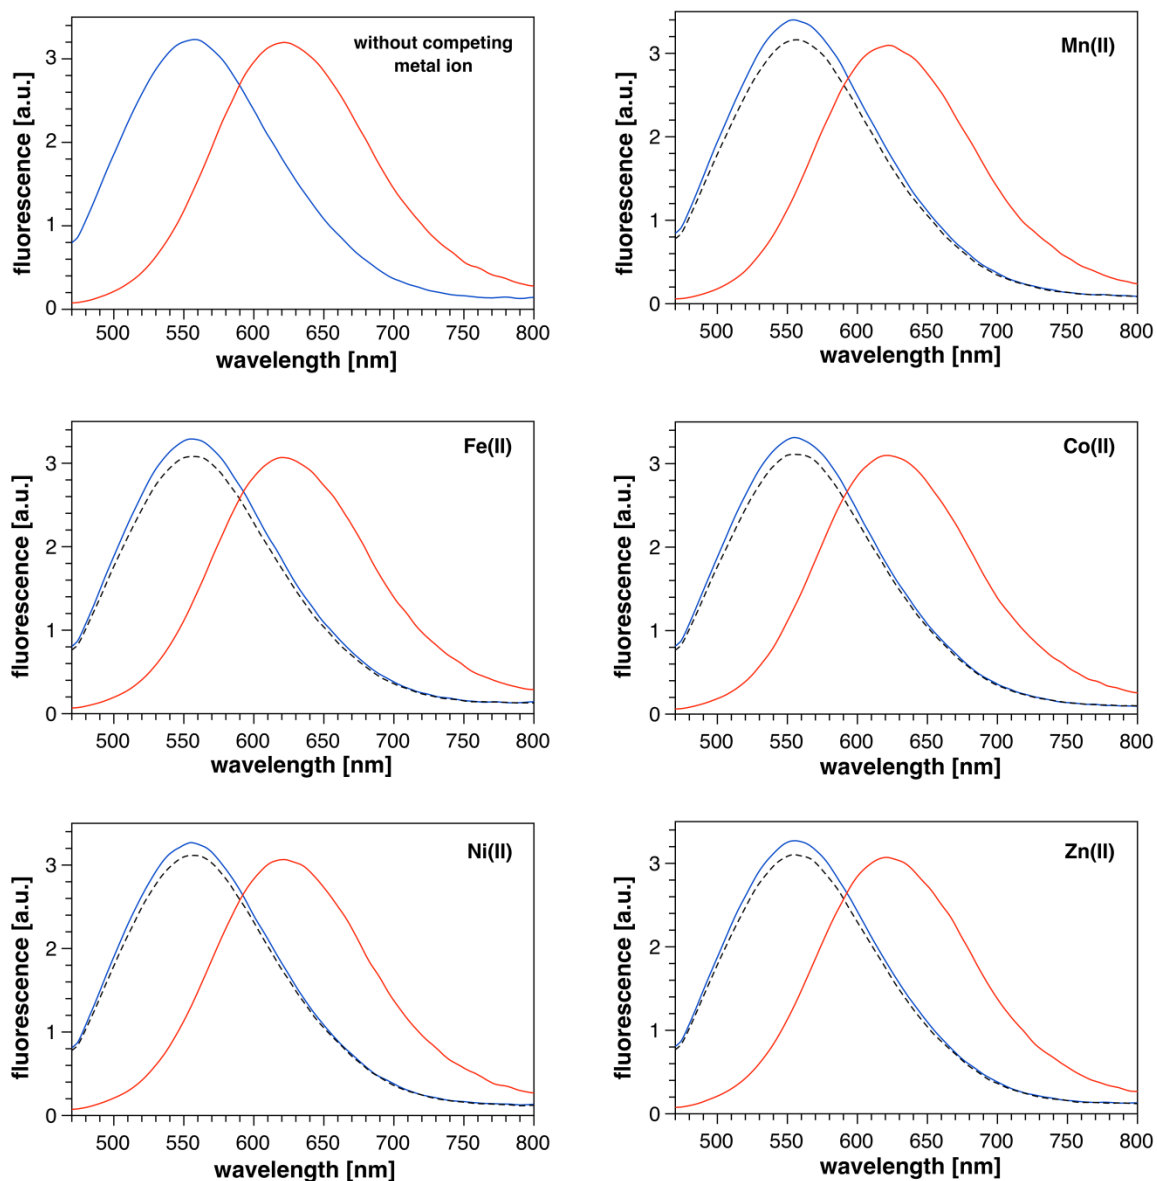 without competing
metal ion
fluorescence [a.u.]
3
2
1
0
500 550 600 650 700 750 800
wavelength [nm]
Mn(II)
fluorescence [a.u.]
3
2
1
0
500 550 600 650 700 750 800
wavelength [nm]
Fe(II)
fluorescence [a.u.]
3
2
1
0
500 550 600 650 700 750 800
wavelength [nm]
Co(II)
fluorescence [a.u.]
3
2
1
0
500 550 600 650 700 750 800
wavelength [nm]
Ni(II)
fluorescence [a.u.]
3
2
1
0
500 550 600 650 700 750 800
wavelength [nm]
Zn(II)
fluorescence [a.u.]
3
2
1
0
500 550 600 650 700 750 800
wavelength [nm]